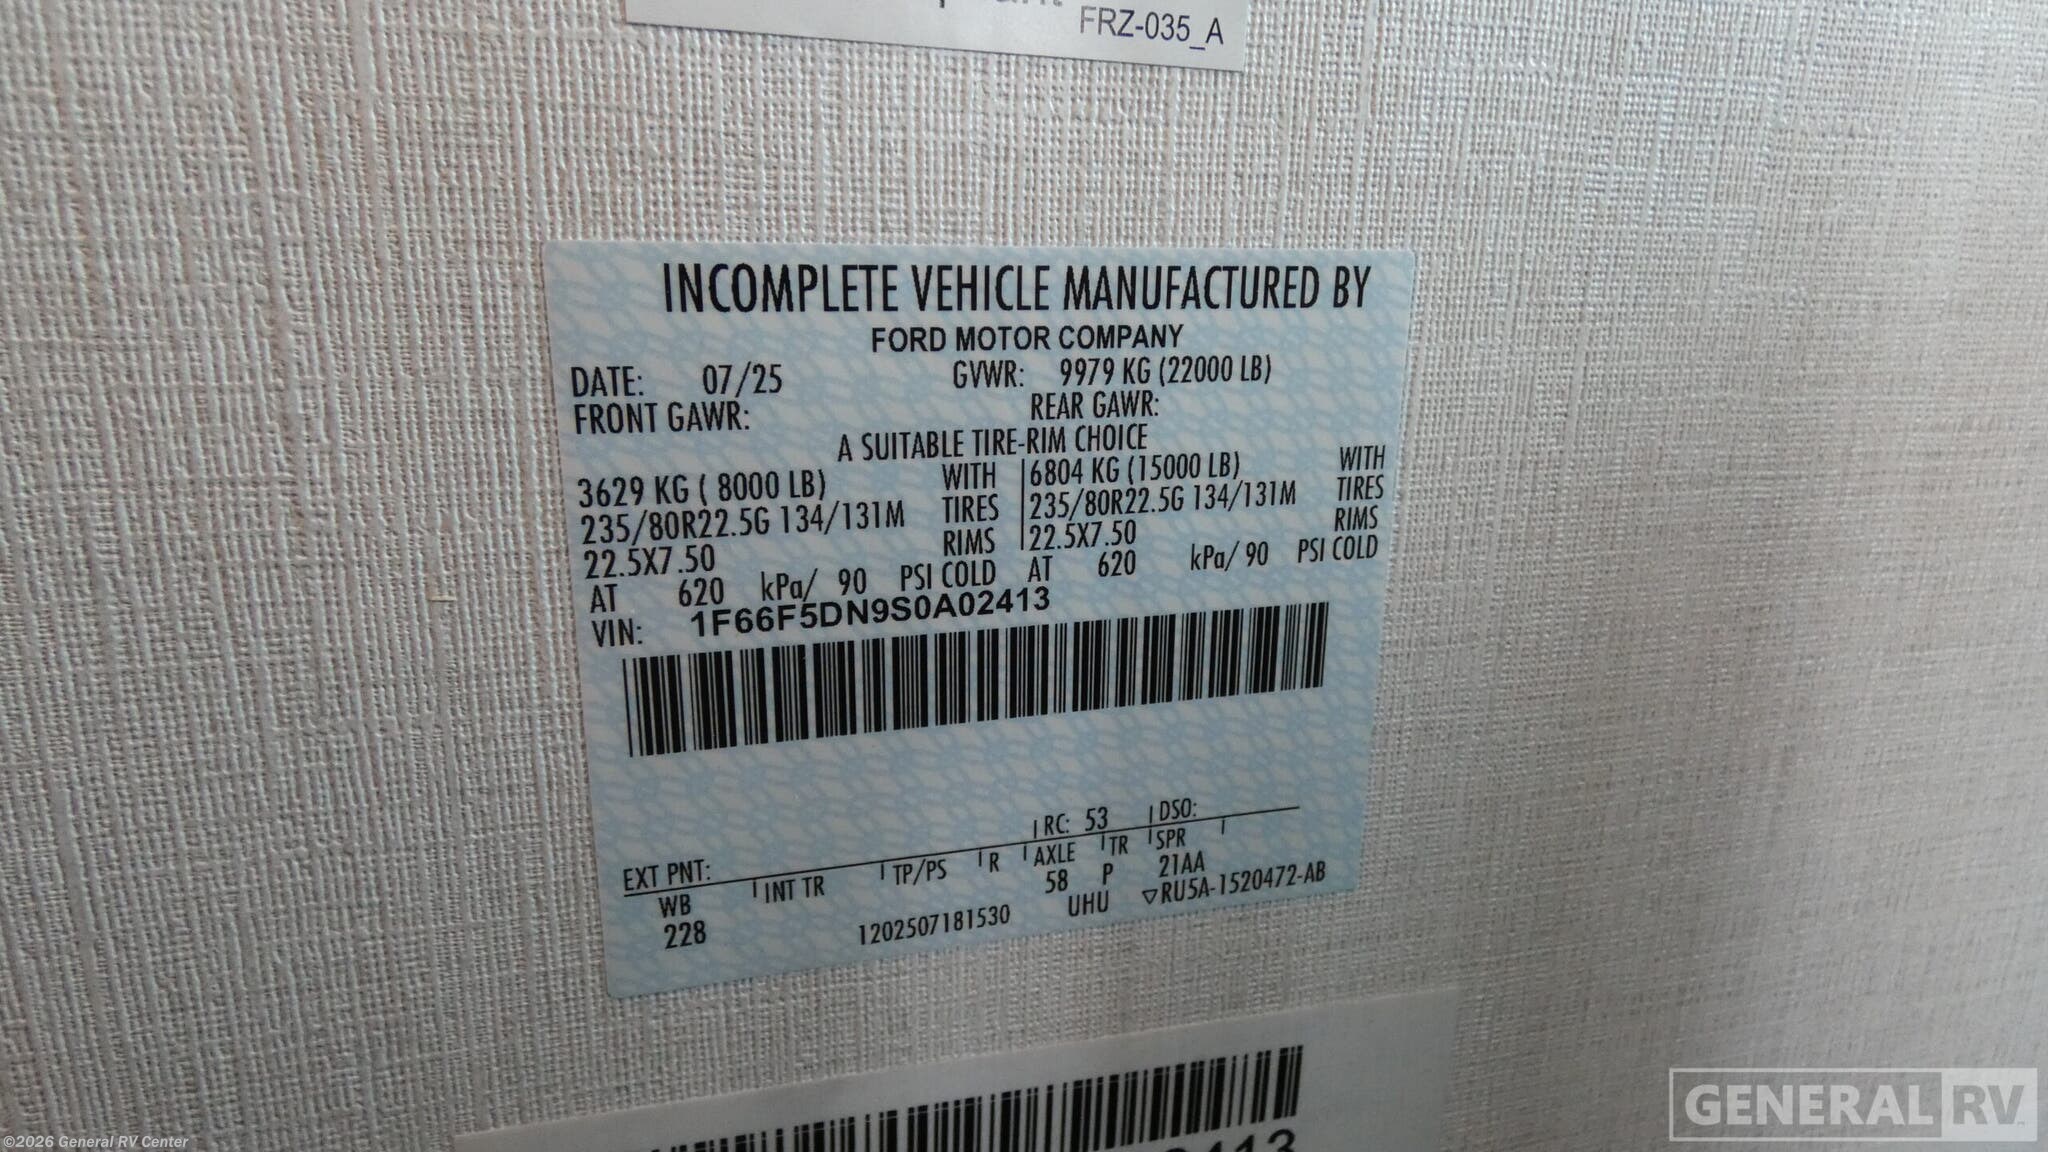 FRZ-035_A
INCOMPLETE VEHICLE MANUFACTURED BY
FORD MOTOR COMPANY
DATE: 07/25 GVWR: 9979 KG (22000 LB)
FRONT GAWR: REAR GAWR:
A SUITABLE TIRE-RIM CHOICE
3629 KG ( 8000 LB) WITH 6804 KG (15000 LB) WITH
235/80R22.5G 134/131M TIRES 235/80R22.5G 134/131M TIRES
22.5X7.50 RIMS 22.5X7.50 RIMS
AT 620 kPa/ 90 PSI COLD AT 620 kPa/ 90 PSI COLD
VIN: 1F66F5DN9S0A02413
EXT PNT: RC: 53 DSO:
WB INT TR TP/PS R AXLE TR SPR
228 58 P 21AA
1202507181530 UHU ▽RU5A-1520472-AB
2413
GENERAL RV
©2026 General RV Center